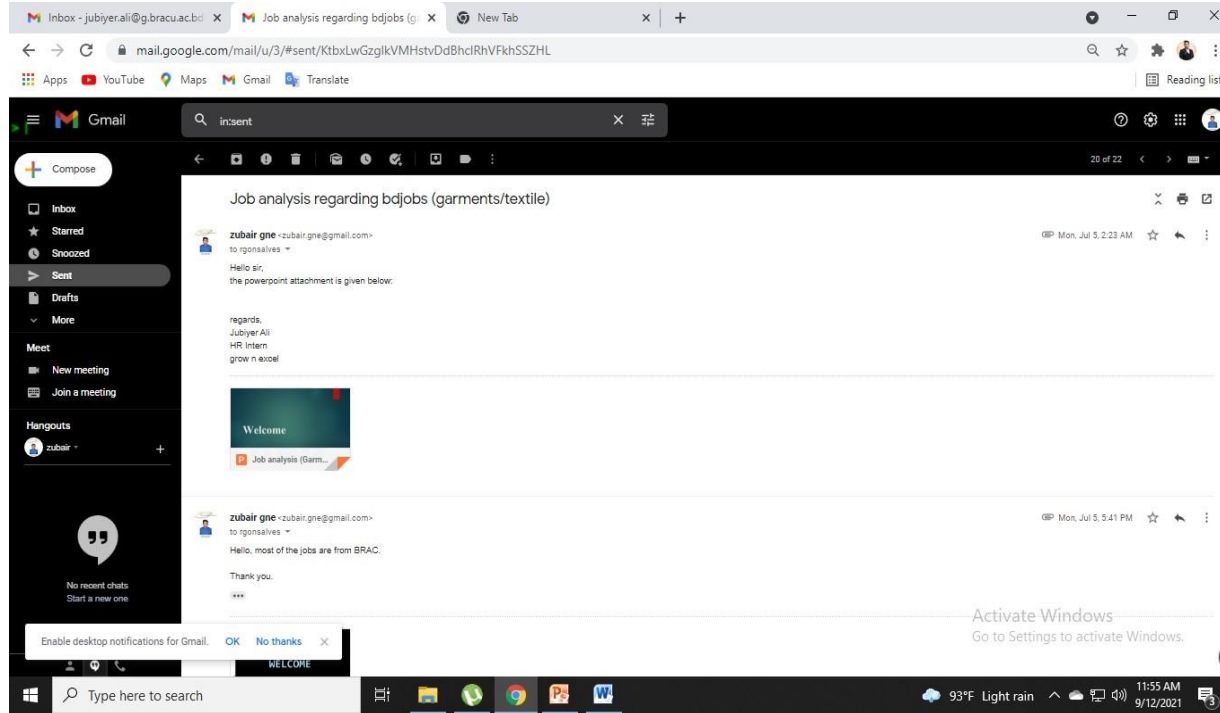 Inbox - jubiyer.ali@g.bracu.ac.bd
Job analysis regarding bdjobs (g
New Tab
mail.google.com/mail/u/3/#sent/KtbxLwGzglkVMHstvDdBhclRhVFkhSSZHL
Apps YouTube Maps Gmail Translate
Reading list
Gmail
in:sent
Compose
20 of 22
Inbox
Starred
Snoozed
Sent
Drafts
More
Meet
New meeting
Join a meeting
Hangouts
zubair
No recent chats
Start a new one
Job analysis regarding bdjobs (garments/textile)
zubair gne <zubair.gne@gmail.com>
Mon, Jul 5, 2:23 AM
to rgonsalves
Hello sir,
the powerpoint attachment is given below:
regards,
Jubiyer Ali
HR Intern
grow n excel
Welcome
Job analysis (Garm...
zubair gne <zubair.gne@gmail.com>
Mon, Jul 5, 5:41 PM
to rgonsalves
Hello, most of the jobs are from BRAC.
Thank you.
WELCOME
Activate Windows
Go to Settings to activate Windows.
Enable desktop notifications for Gmail. OK No thanks
Type here to search
93°F Light rain
11:55 AM
9/12/2021